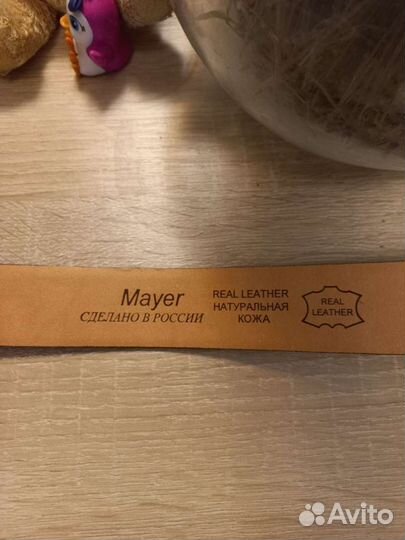 Mayer
СДЕЛАНО В РОССИИ
REAL LEATHER
НАТУРАЛЬНАЯ
КОЖА
REAL
LEATHER
Avito